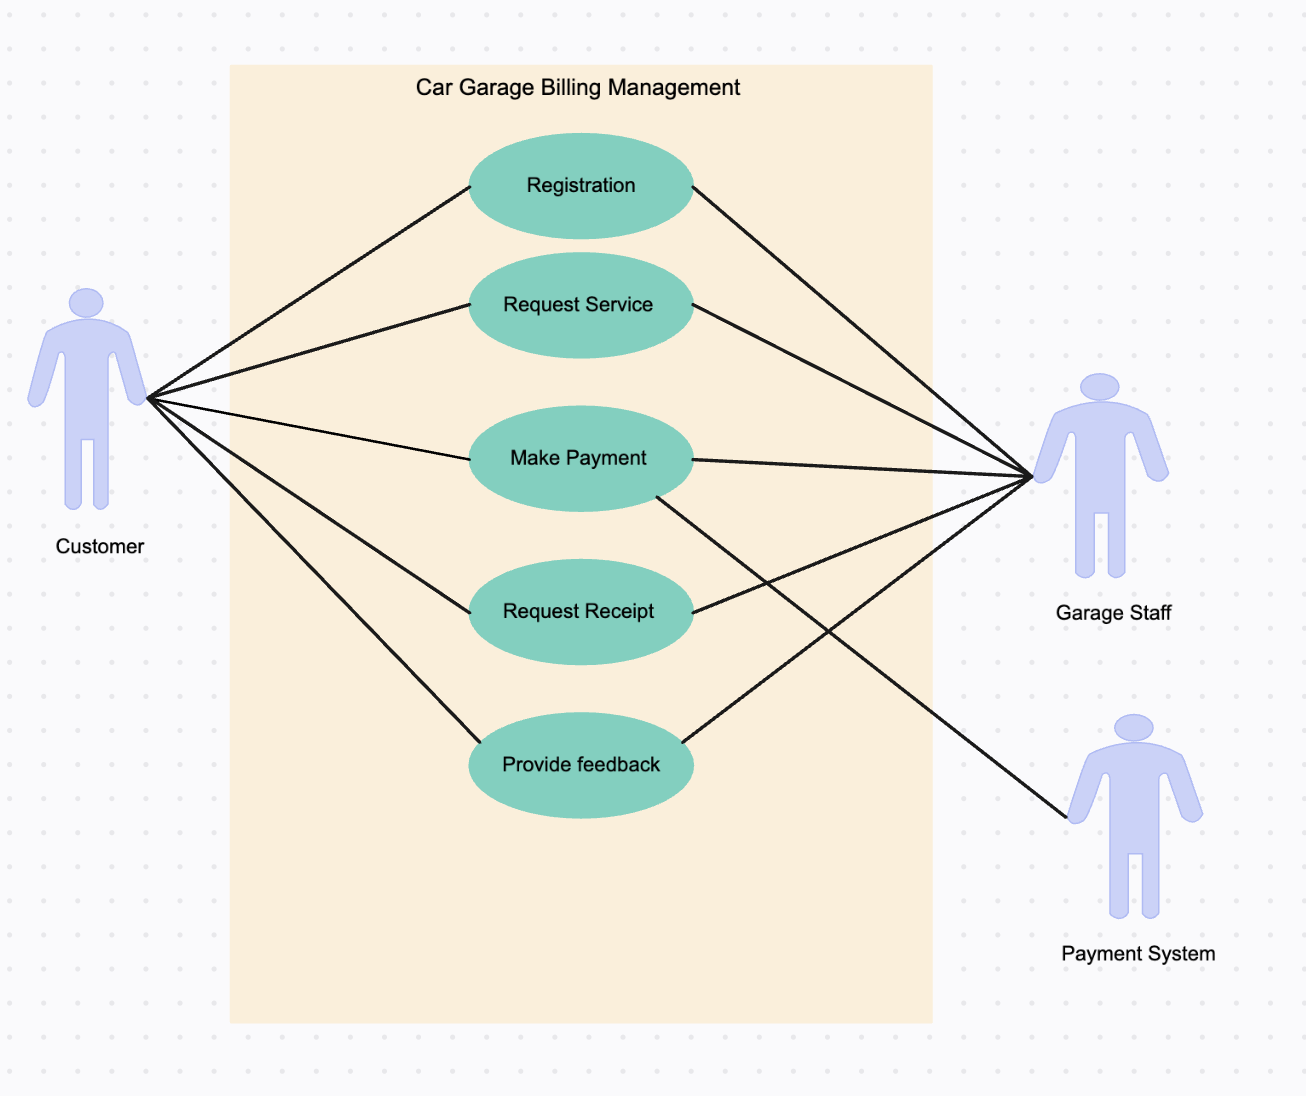 Car Garage Billing Management
Registration
Request Service
Make Payment
Request Receipt
Provide feedback
Customer
Garage Staff
Payment System